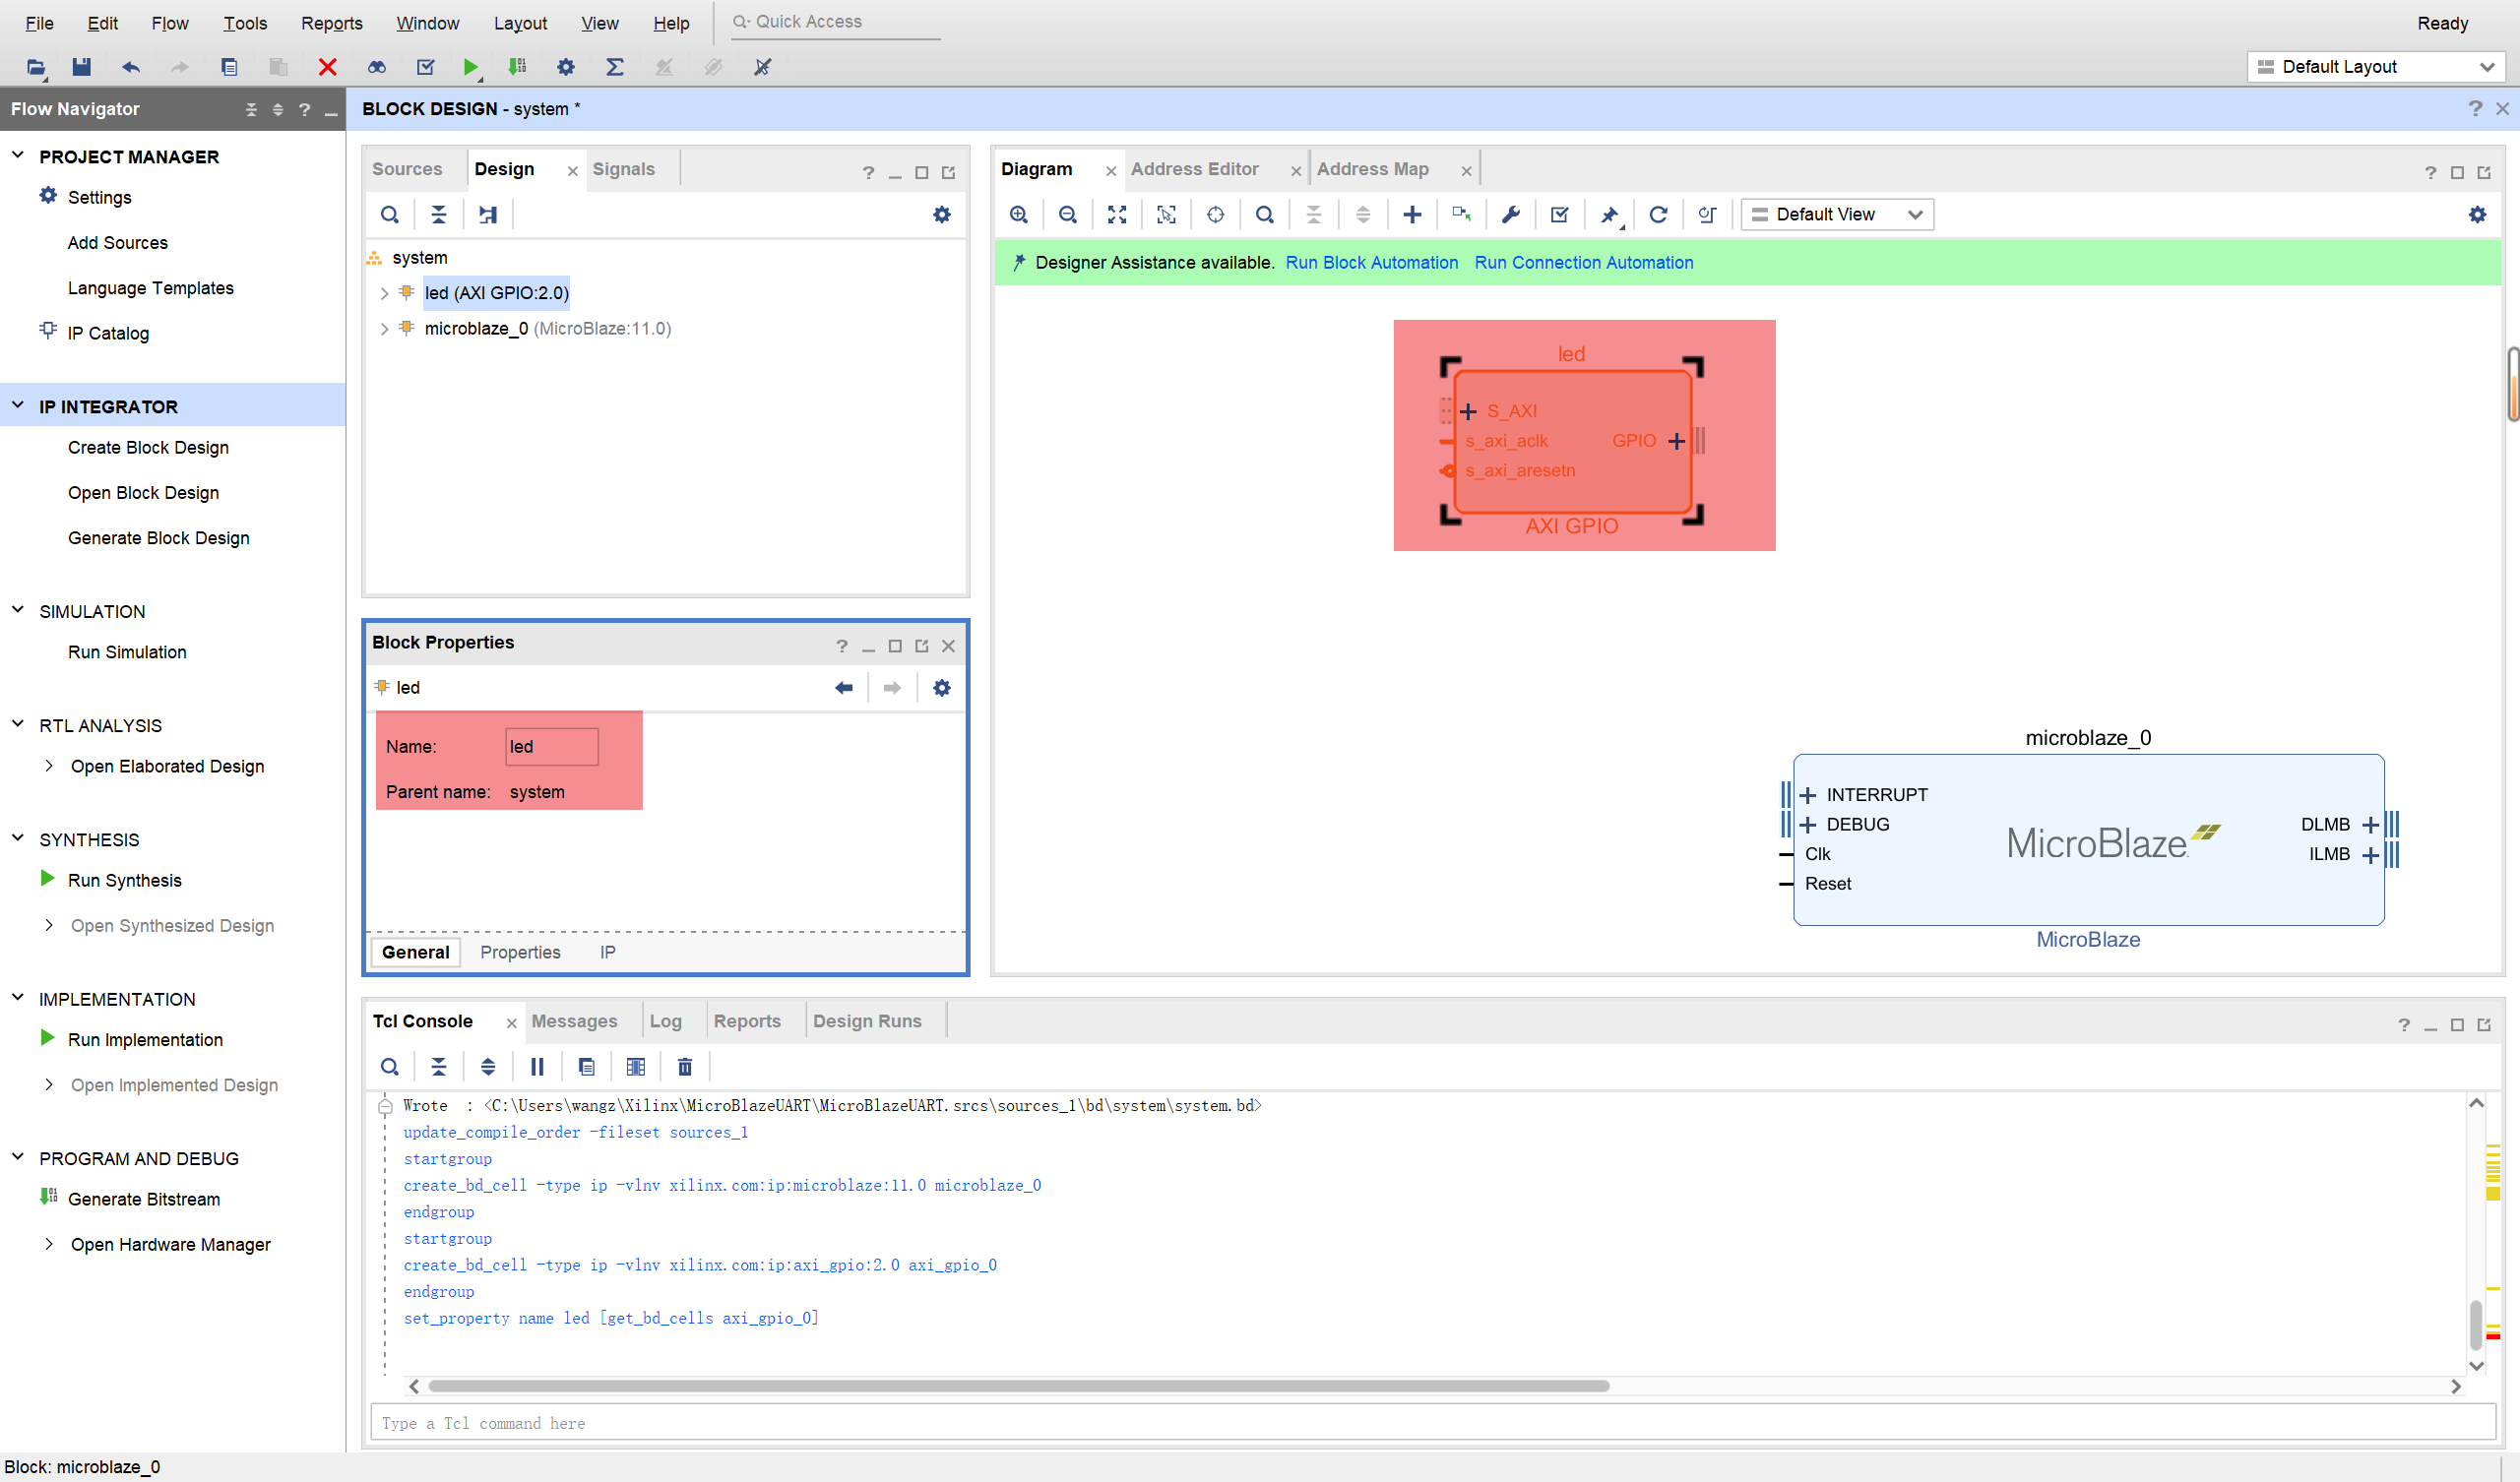 File Edit Flow Tools Reports Window Layout View Help Quick Access Ready
Default Layout
Flow Navigator
PROJECT MANAGER
Settings
Add Sources
Language Templates
IP Catalog
IP INTEGRATOR
Create Block Design
Open Block Design
Generate Block Design
SIMULATION
Run Simulation
RTL ANALYSIS
Open Elaborated Design
SYNTHESIS
Run Synthesis
Open Synthesized Design
IMPLEMENTATION
Run Implementation
Open Implemented Design
PROGRAM AND DEBUG
Generate Bitstream
Open Hardware Manager
BLOCK DESIGN - system *
Sources Design Signals
system
led (AXI GPIO:2.0)
microblaze_0 (MicroBlaze:11.0)
Block Properties
led
Name: led
Parent name: system
General Properties IP
Diagram Address Editor Address Map
Default View
Designer Assistance available. Run Block Automation Run Connection Automation
led
S_AXI
s_axi_aclk GPIO
s_axi_aresetn
AXI GPIO
microblaze_0
INTERRUPT
DEBUG
Clk
Reset
MicroBlaze
DLMB
ILMB
MicroBlaze
Tcl Console Messages Log Reports Design Runs
Wrote : <C:\Users\wangz\Xilinx\MicroBlazeUART\MicroBlazeUART.srcs\sources_1\bd\system\system.bd>
update_compile_order -fileset sources_1
startgroup
create_bd_cell -type ip -vlnv xilinx.com:ip:microblaze:11.0 microblaze_0
endgroup
startgroup
create_bd_cell -type ip -vlnv xilinx.com:ip:axi_gpio:2.0 axi_gpio_0
endgroup
set_property name led [get_bd_cells axi_gpio_0]
Type a Tcl command here
Block: microblaze_0